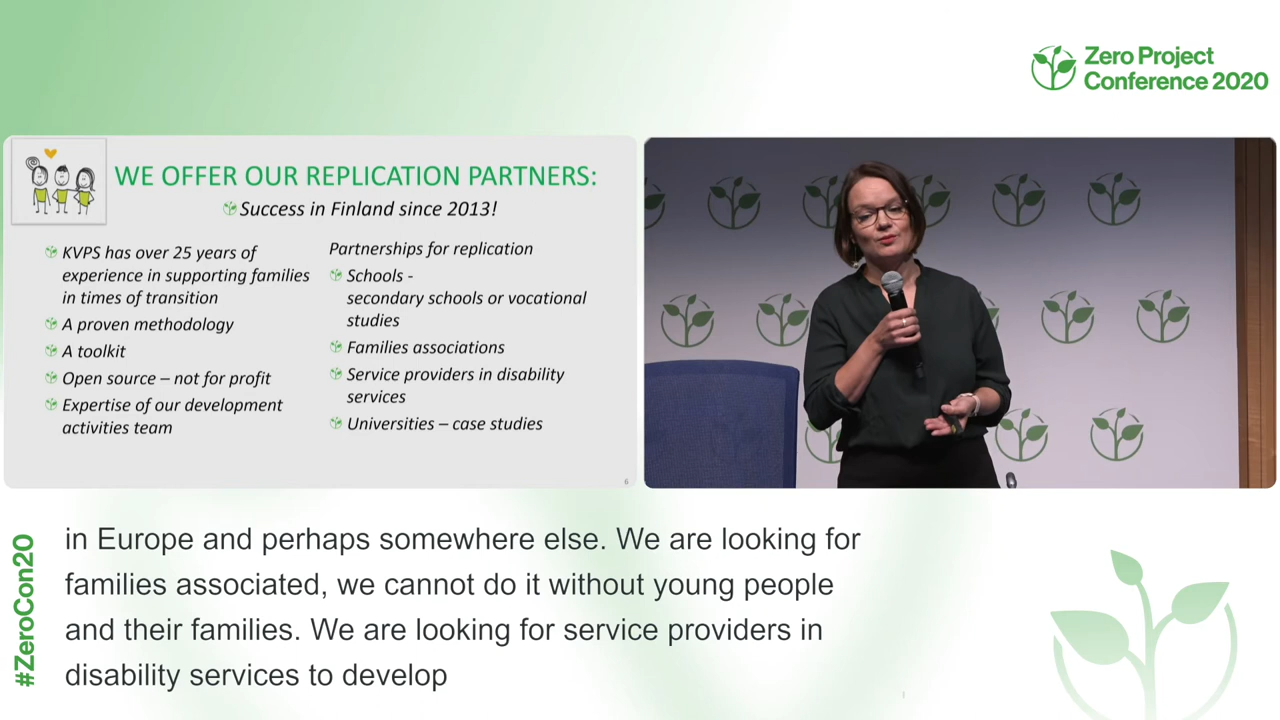 Zero Project
Conference 2020
WE OFFER OUR REPLICATION PARTNERS:
Success in Finland since 2013!
KVPS has over 25 years of
experience in supporting families
in times of transition
A proven methodology
A toolkit
Open source – not for profit
Expertise of our development
activities team
Partnerships for replication
Schools -
secondary schools or vocational
studies
Families associations
Service providers in disability
services
Universities – case studies
6
#ZeroCon20
in Europe and perhaps somewhere else. We are looking for
families associated, we cannot do it without young people
and their families. We are looking for service providers in
disability services to develop
1